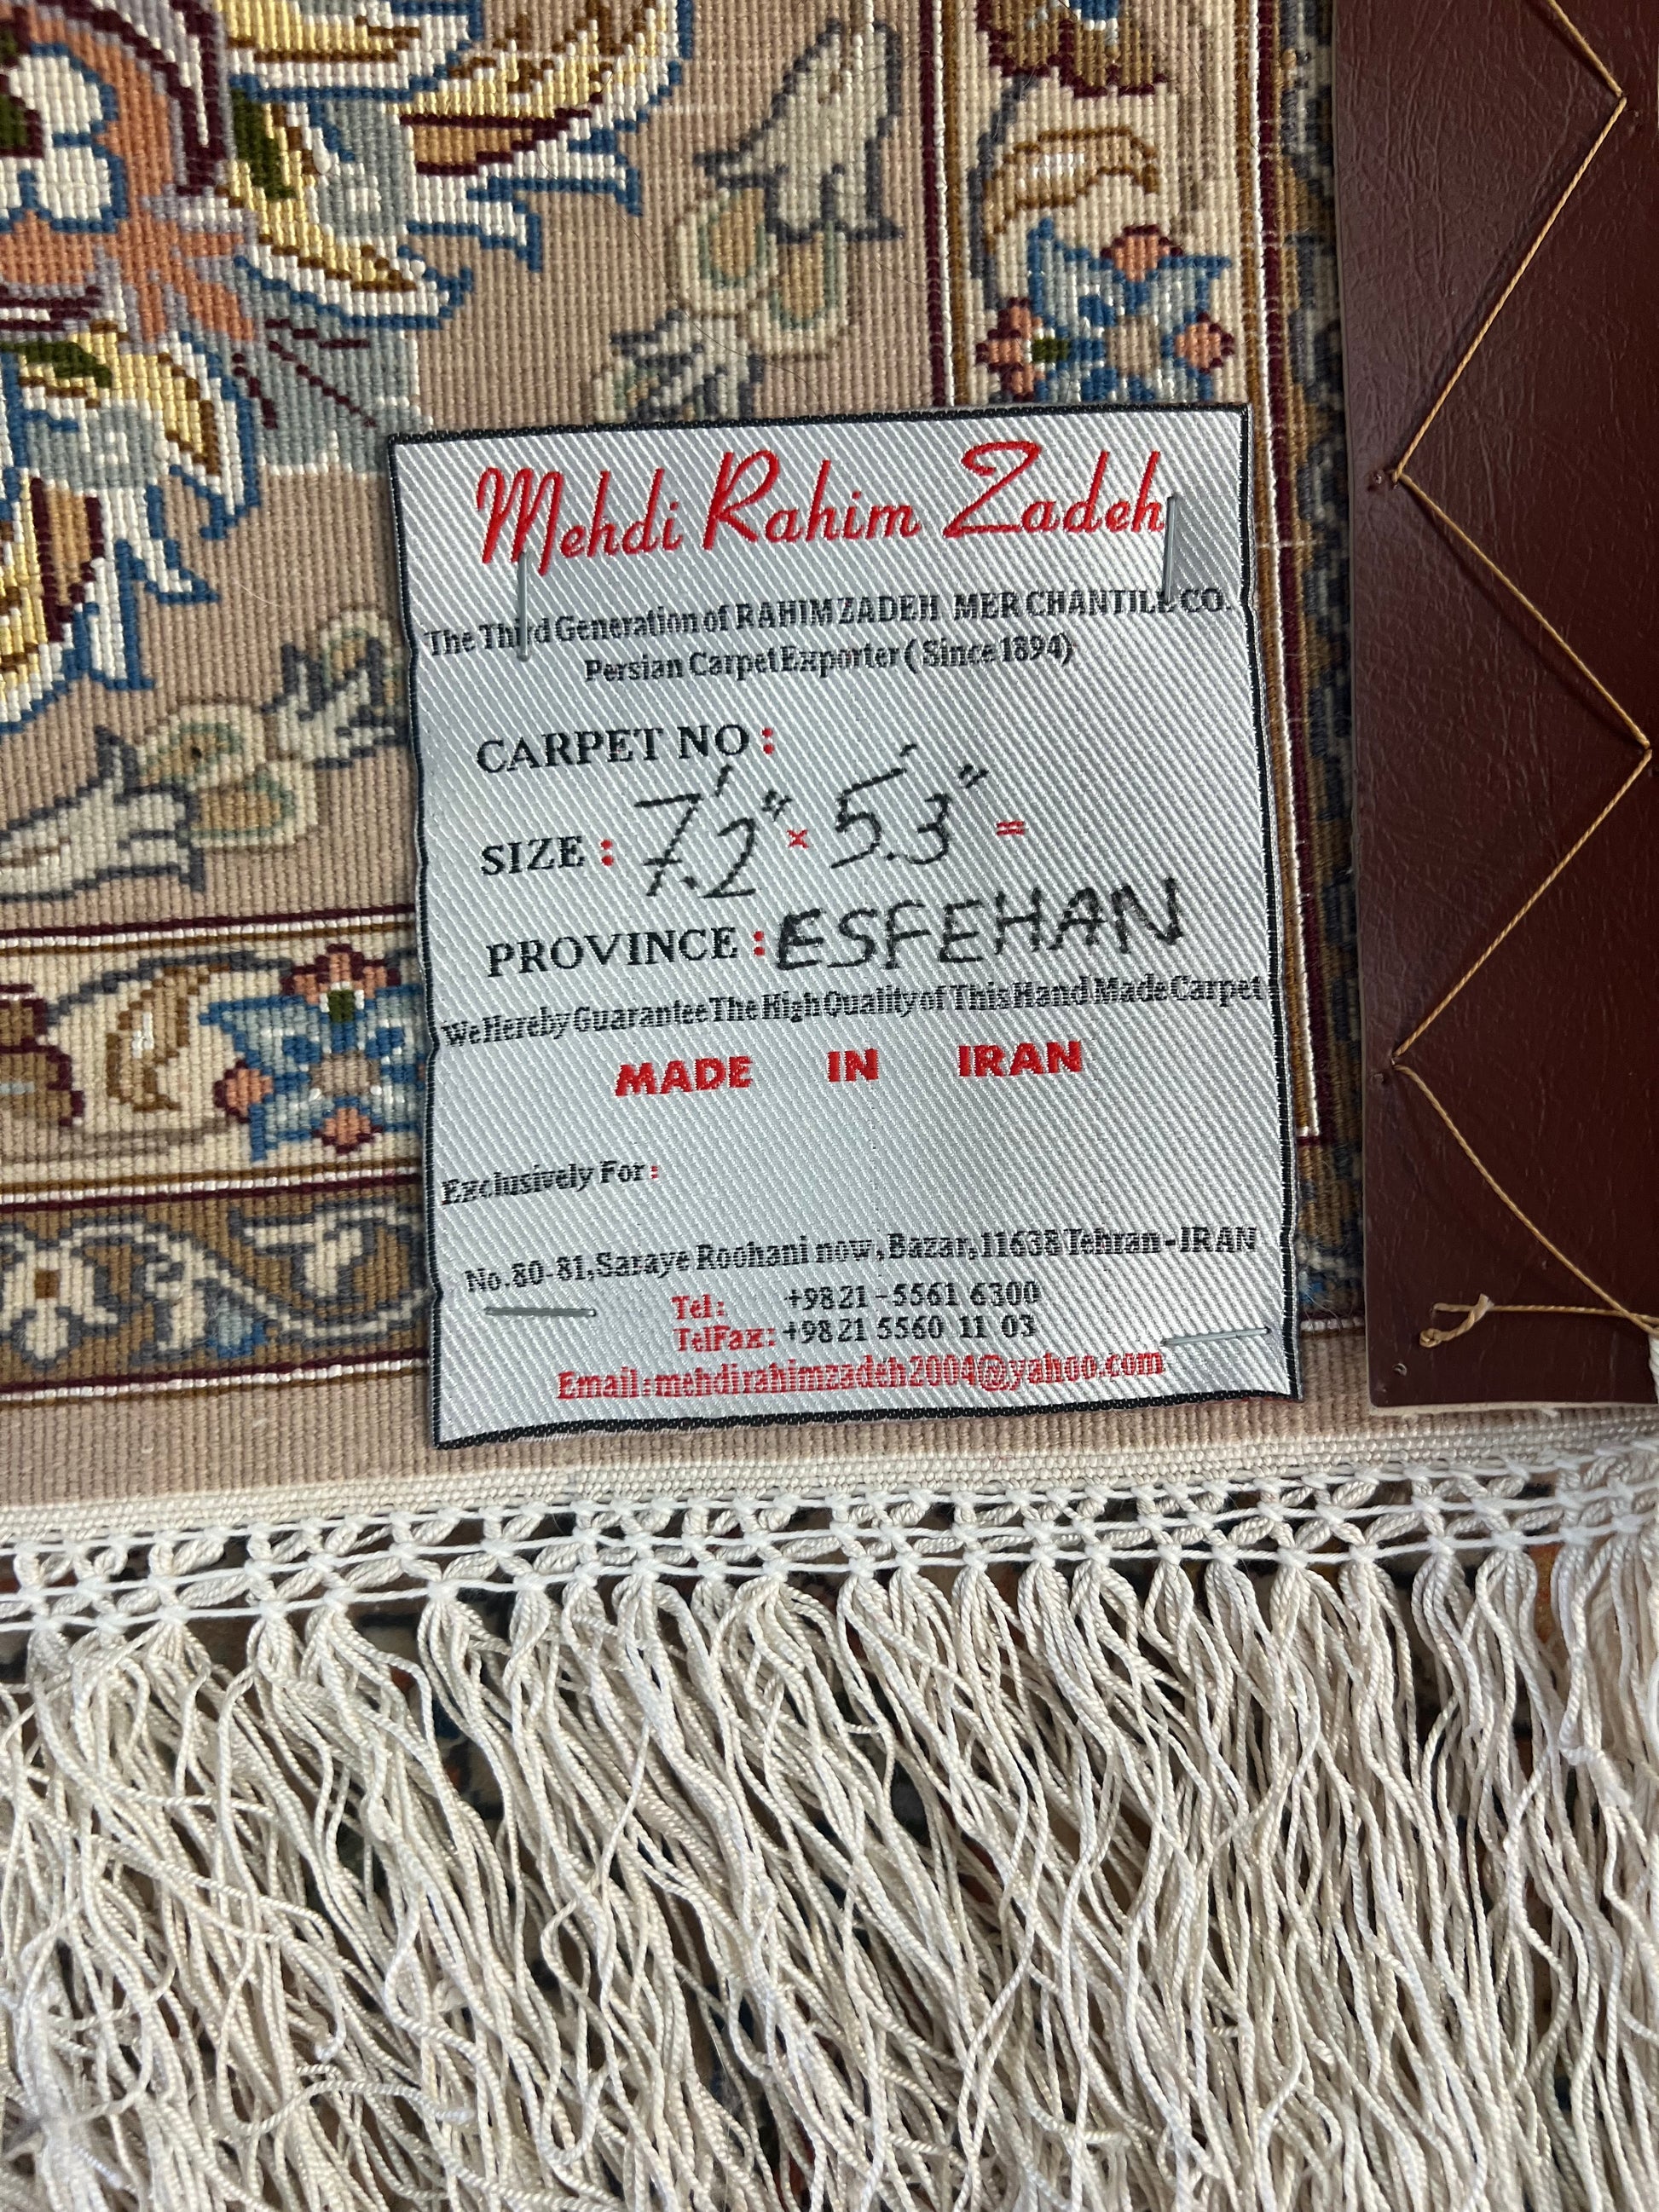 Mehdi Rahim Zadeh
The Third Generation of RAHIMZADEH MERCHANTILE CO.
Persian Carpet Exporter ( Since 1894)
CARPET NO :
SIZE : 7.'2" x 5.'3" =
PROVINCE : ESFEHAN
We Hereby Guarantee The High Quality of This Hand Made Carpet
MADE IN IRAN
Exclusively For :
No. 80-81, Saraye Roohani now, Bazar, 11638 Tehran - IRAN
Tel: +9821 - 5561 6300
TelFax: +9821 5560 11 03
Email: mehdirahimzadeh2004@yahoo.com